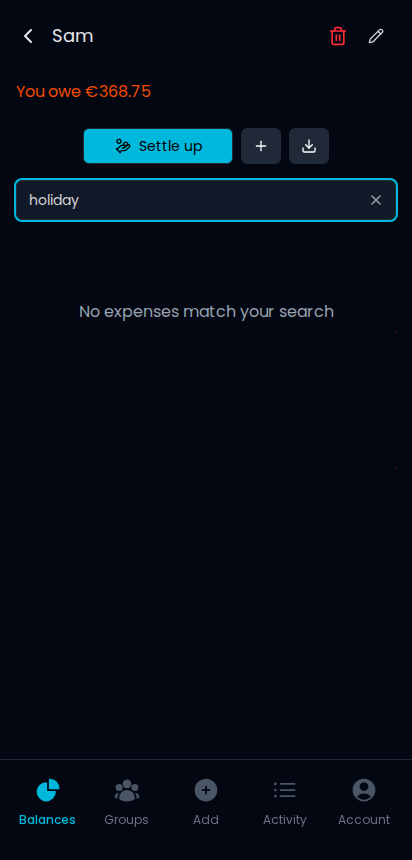 Sam
You owe €368.75
Settle up
holiday
No expenses match your search
Balances
Groups
Add
Activity
Account